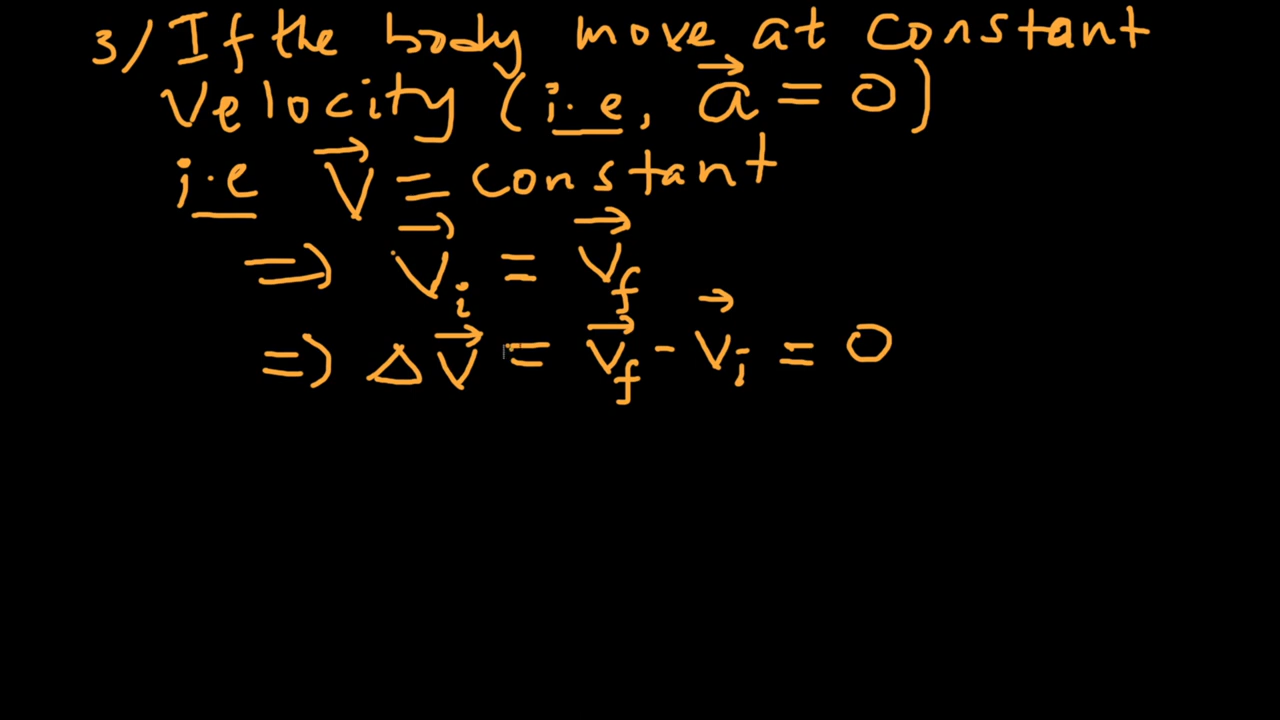 3/ If the body move at constant
velocity (i.e, a⃗ = 0)
i.e V⃗ = constant
=> V⃗i = V⃗f
=> ΔV⃗ = V⃗f - V⃗i = 0